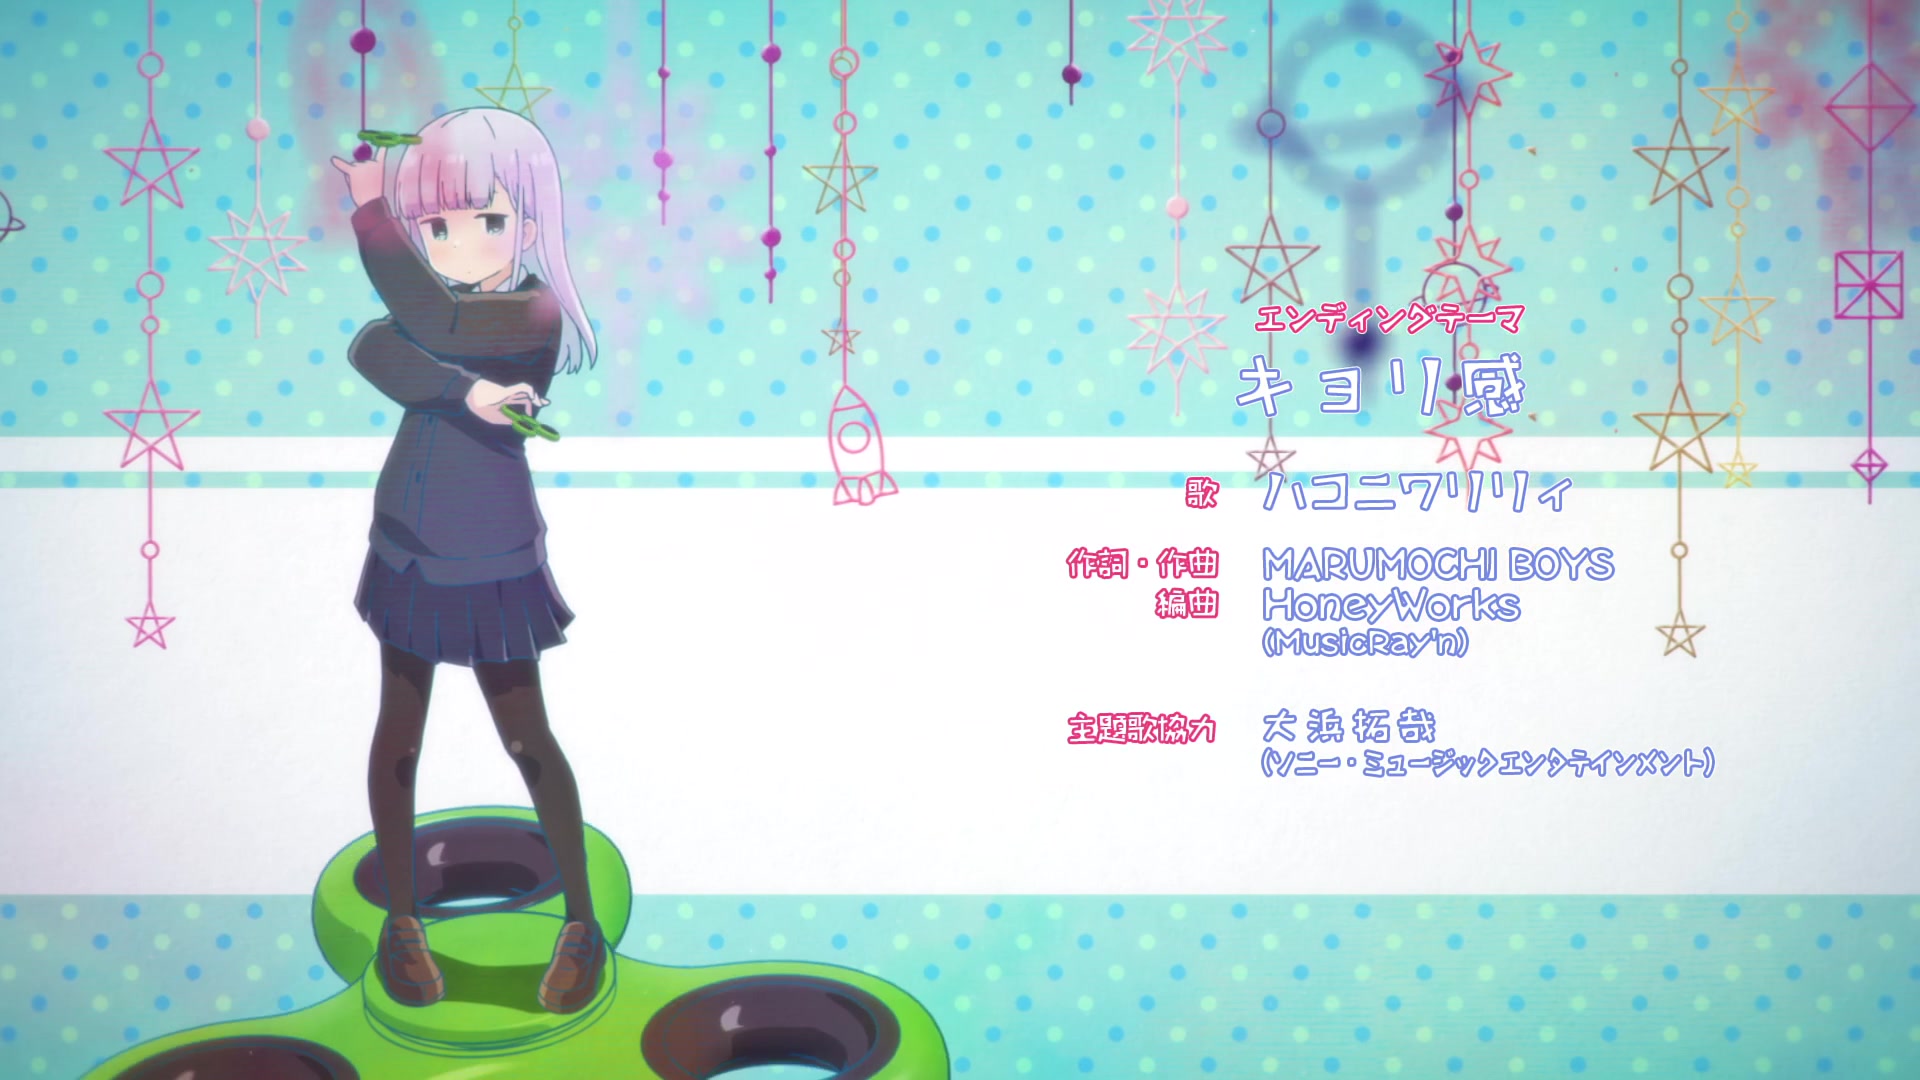 エンディングテーマ
キョリ感
歌 ハコニワリリィ
作詞・作曲 MARUMOCHI BOYS
編曲 HoneyWorks
(MusicRay'n)
主題歌協力 大浜拓哉
(ソニー・ミュージックエンタテインメント)